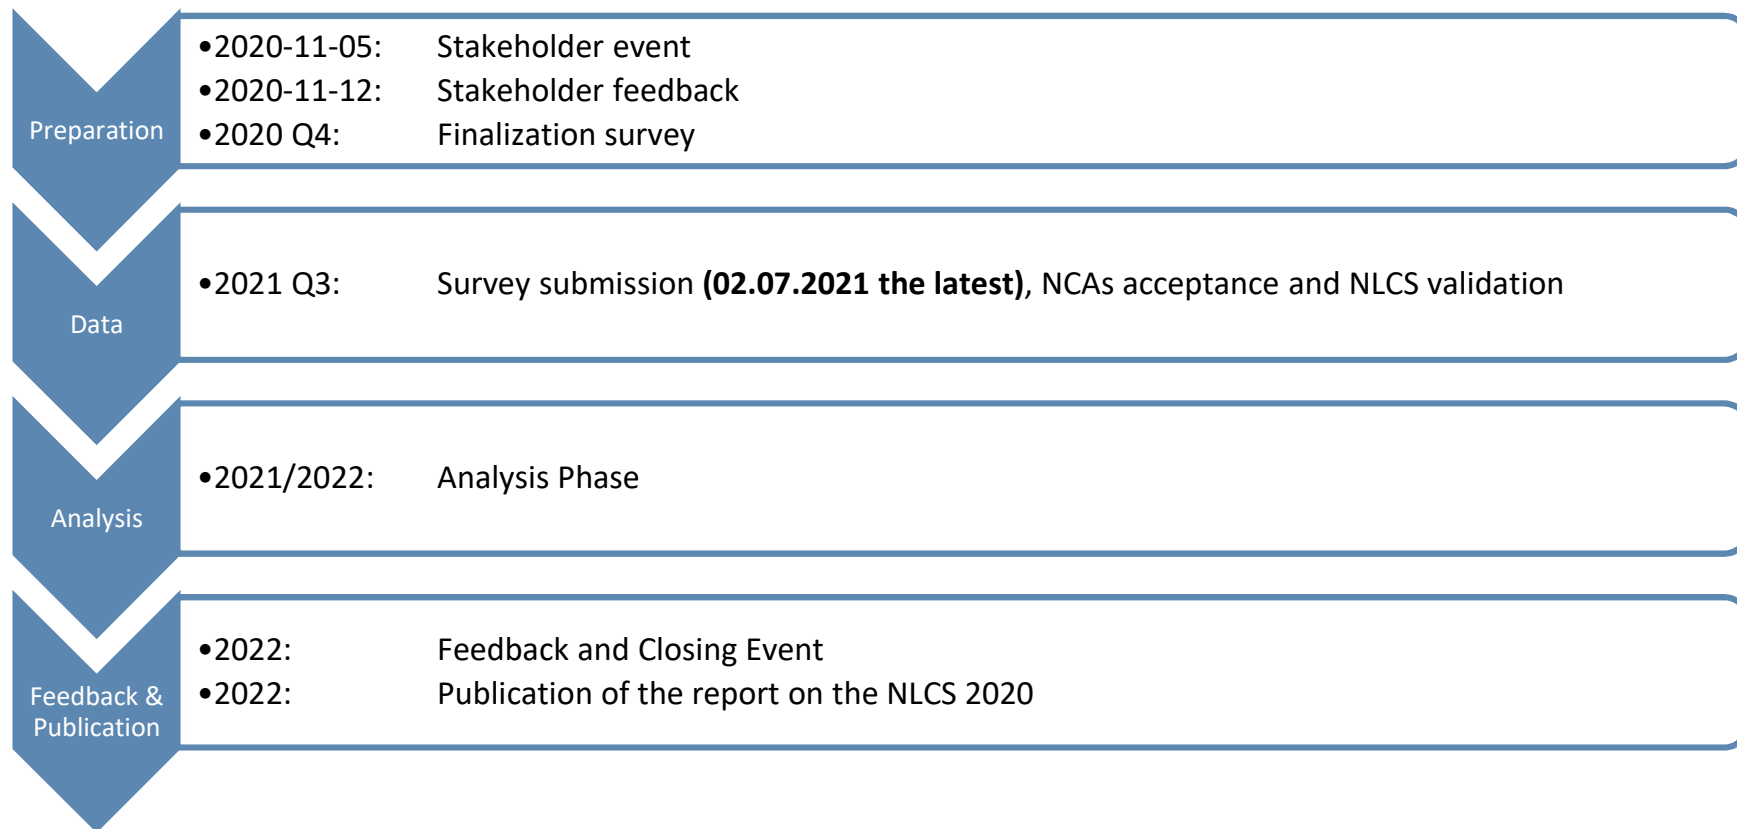 Preparation
•2020-11-05: Stakeholder event
•2020-11-12: Stakeholder feedback
•2020 Q4: Finalization survey
Data
•2021 Q3: Survey submission (02.07.2021 the latest), NCAs acceptance and NLCS validation
Analysis
•2021/2022: Analysis Phase
Feedback &
Publication
•2022: Feedback and Closing Event
•2022: Publication of the report on the NLCS 2020